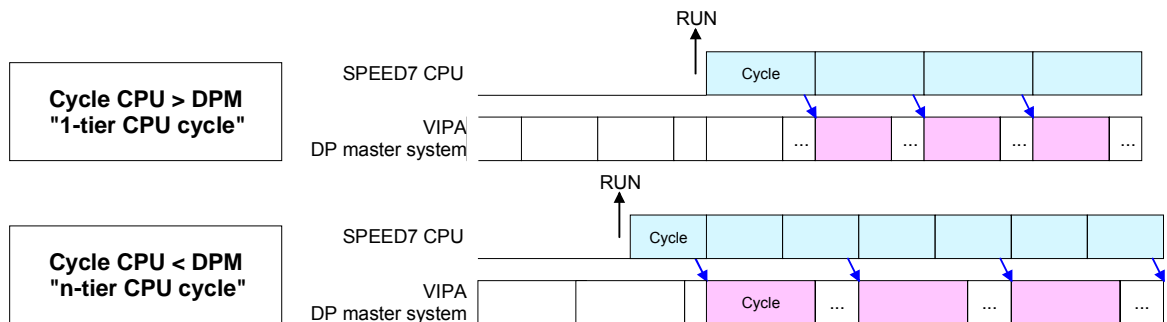 RUN
SPEED7 CPU
Cycle
Cycle CPU > DPM
"1-tier CPU cycle"
VIPA
DP master system
... ... ... ...
RUN
SPEED7 CPU
Cycle
Cycle CPU < DPM
"n-tier CPU cycle"
VIPA
DP master system
Cycle ... ... ...